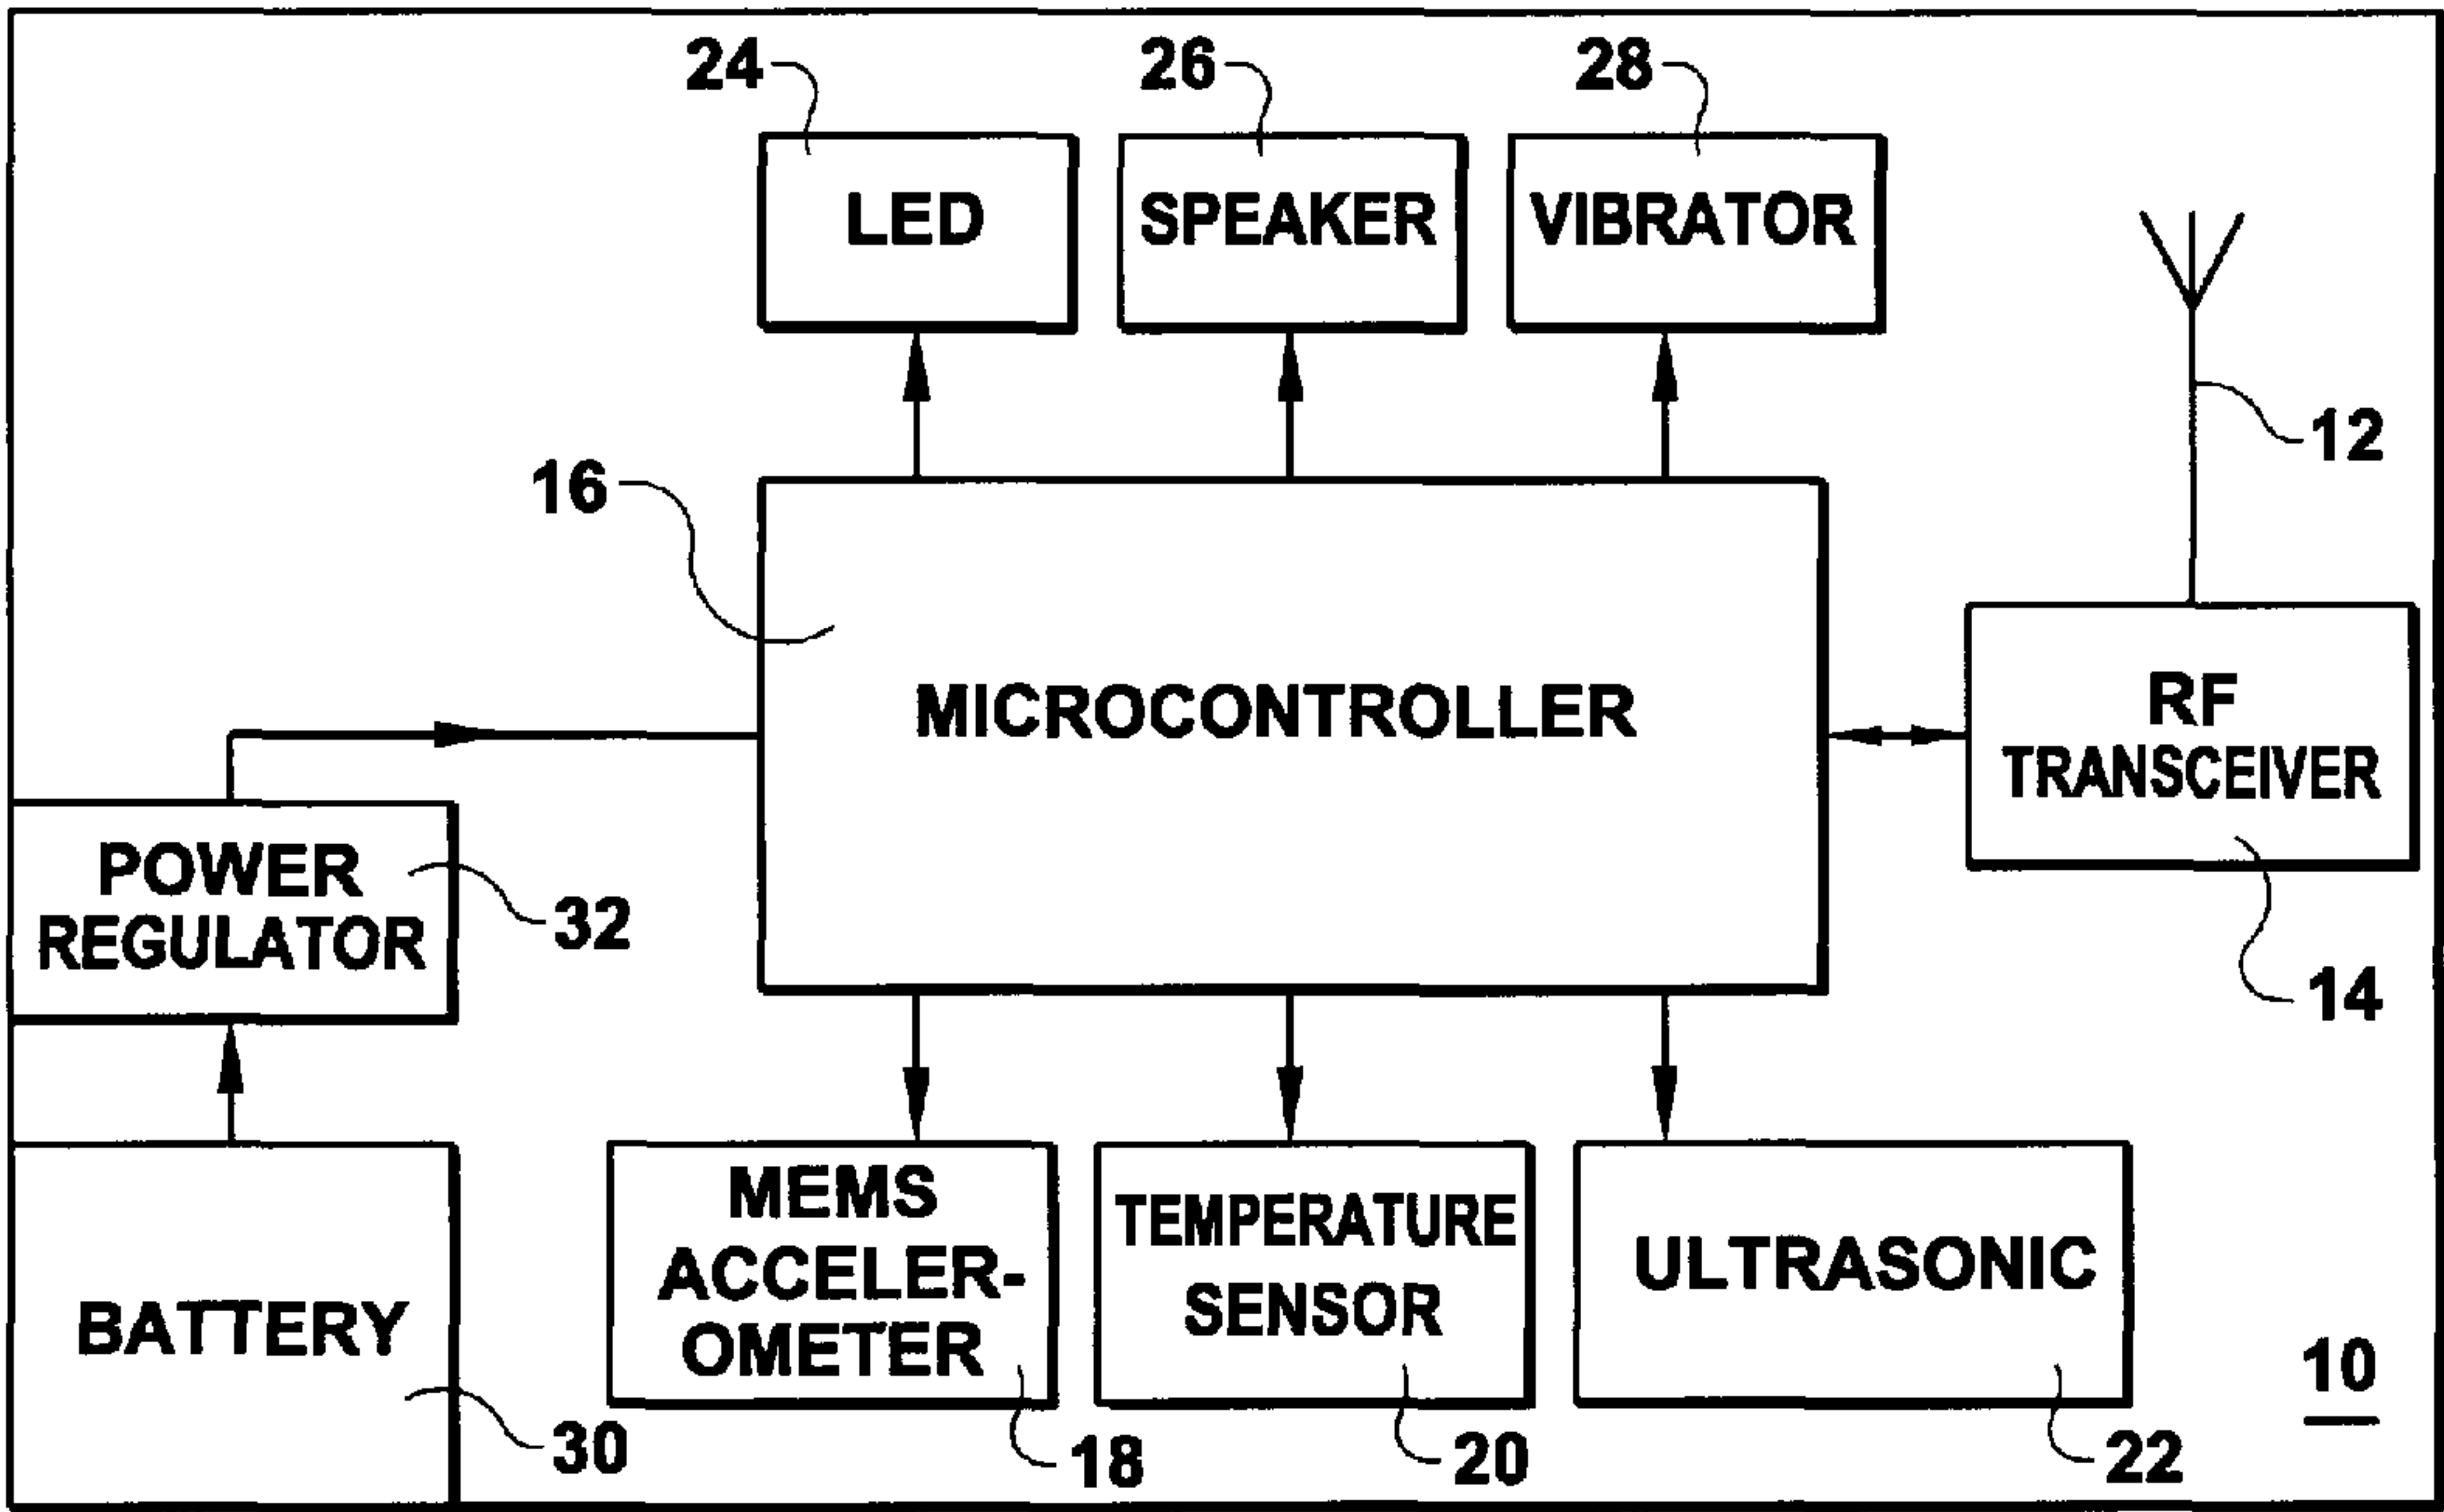 24
26
28
LED
SPEAKER
VIBRATOR
12
16
MICROCONTROLLER
RF
TRANSCEIVER
POWER
REGULATOR
32
14
MEMS
ACCELER-
OMETER
TEMPERATURE
SENSOR
ULTRASONIC
BATTERY
10
30
18
20
22